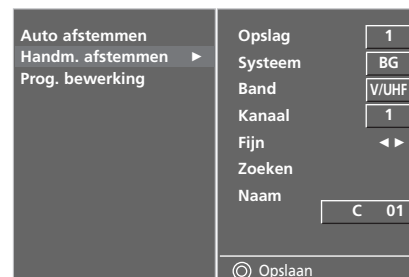 Auto afstemmen
Handm. afstemmen ►
Prog. bewerking
Opslag 1
Systeem BG
Band V/UHF
Kanaal 1
Fijn ◄►
Zoeken
Naam
C 01
Opslaan